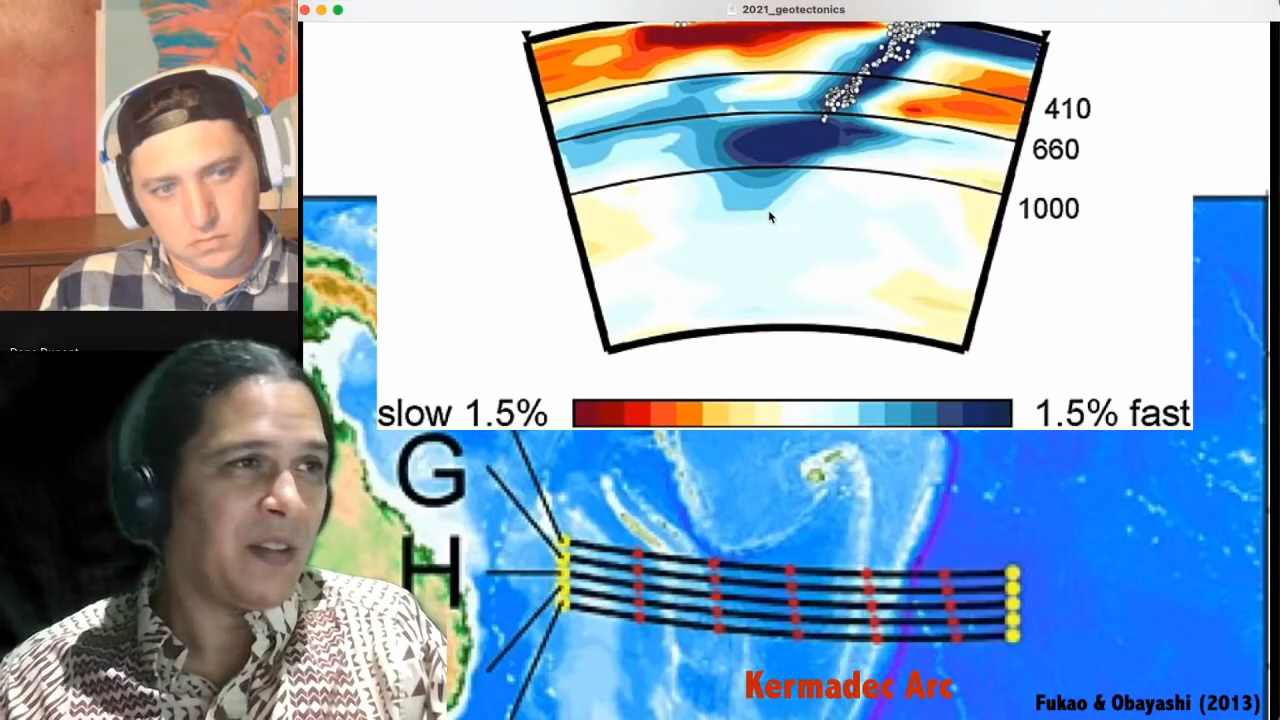 2021_geotectonics
410
660
1000
slow 1.5%
1.5% fast
G
H
Kermadec Arc
Fukao & Obayashi (2013)